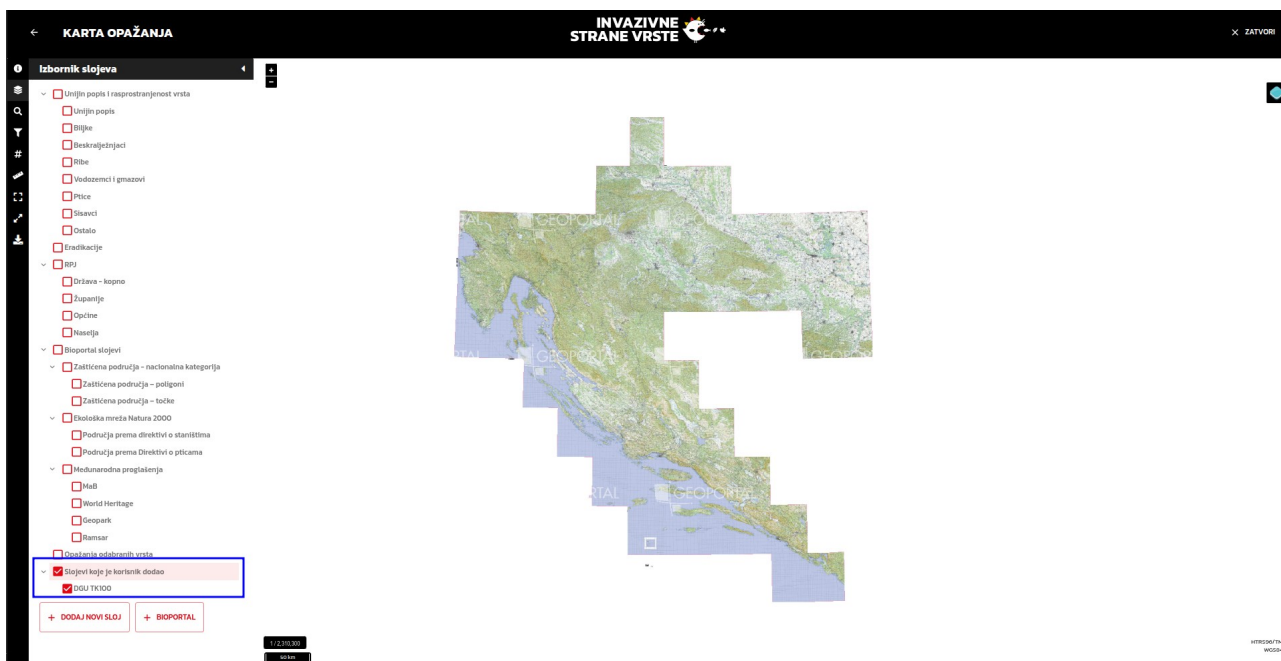 KARTA OPAŽANJA
INVAZIVNE
STRANE VRSTE
ZATVORI
Izbornik slojeva
Unijin popis i rasprostranjenost vrsta
Unijin popis
Biljke
Beskralježnjaci
Ribe
Vodozemci i gmazovi
Ptice
Sisavci
Ostalo
Eradikacije
RPJ
Država - kopno
Županije
Općine
Naselja
Bioportal slojevi
Zaštićena područja - nacionalna kategorija
Zaštićena područja – poligoni
Zaštićena područja – točke
Ekološka mreža Natura 2000
Područja prema direktivi o staništima
Područja prema Direktivi o pticama
Međunarodna proglašenja
MaB
World Heritage
Geopark
Ramsar
Opažanja odabranih vrsta
Slojevi koje je korisnik dodao
DGU TK100
+ DODAJ NOVI SLOJ
+ BIOPORTAL
GEOPORTAL
GEOPORTAL
GEOPORTAL
1 / 2,310,300
50 km
HTRS96/TM